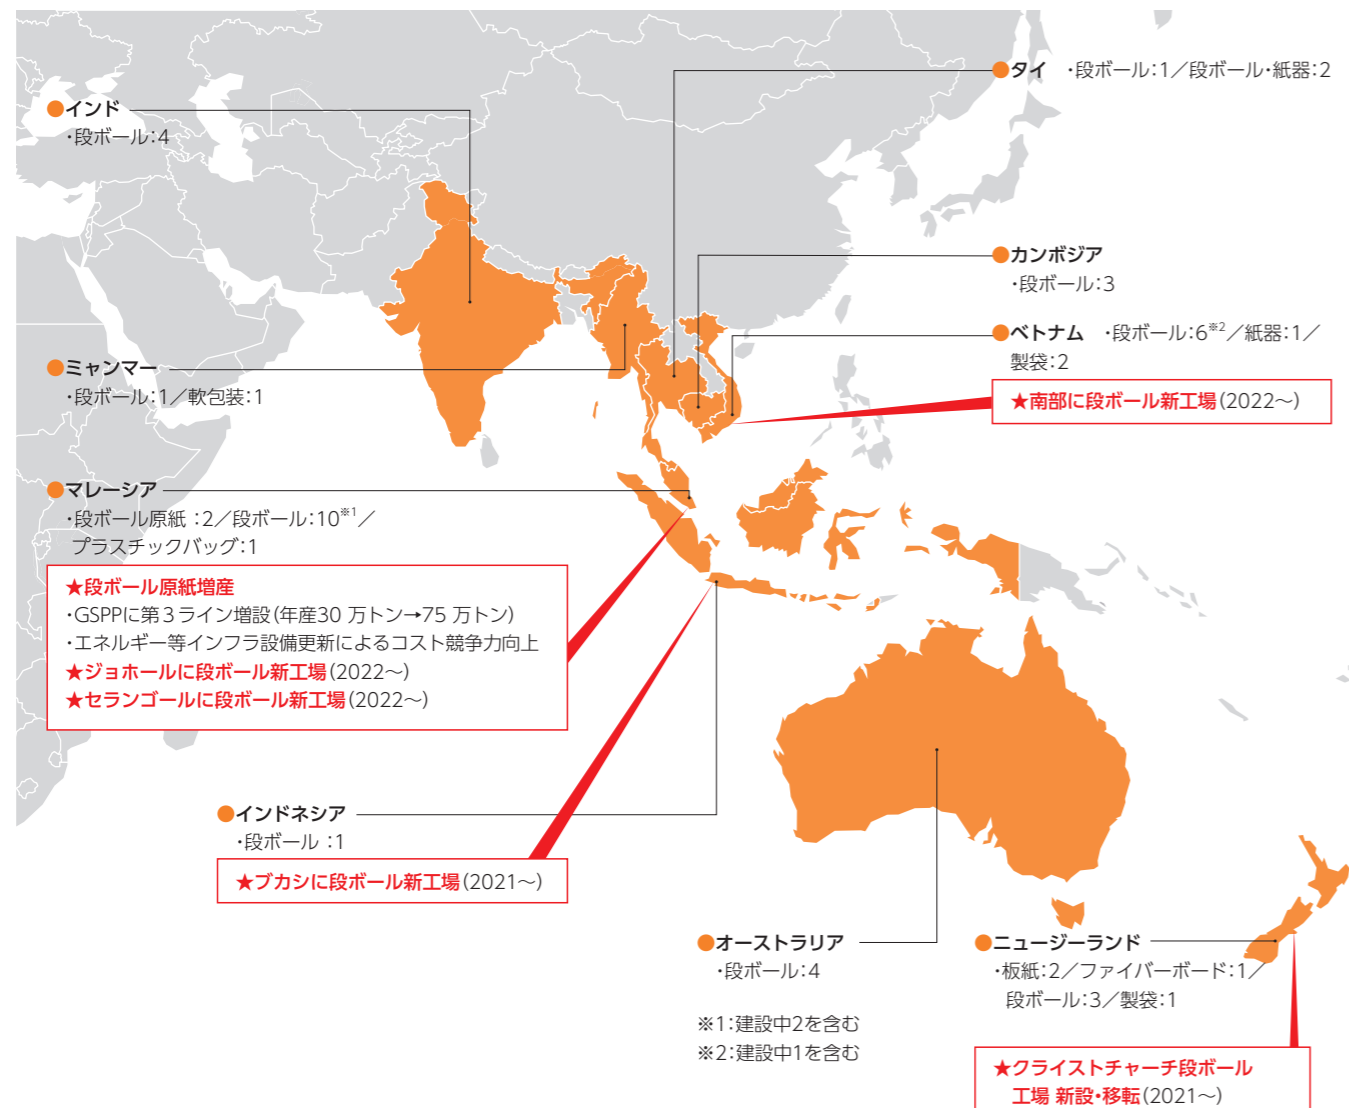 ●インド
・段ボール:4
●タイ ・段ボール:1／段ボール・紙器:2
●カンボジア
・段ボール:3
●ベトナム ・段ボール:6※2／紙器:1／
製袋:2
★南部に段ボール新工場(2022〜)
●ミャンマー
・段ボール:1／軟包装:1
●マレーシア
・段ボール原紙 :2／段ボール:10※1／
プラスチックバッグ:1
★段ボール原紙増産
・GSPPに第3ライン増設(年産30 万トン→75 万トン)
・エネルギー等インフラ設備更新によるコスト競争力向上
★ジョホールに段ボール新工場(2022〜)
★セランゴールに段ボール新工場(2022〜)
●インドネシア
・段ボール :1
★ブカシに段ボール新工場(2021〜)
●オーストラリア
・段ボール:4
※1:建設中2を含む
※2:建設中1を含む
●ニュージーランド
・板紙:2／ファイバーボード:1／
段ボール:3／製袋:1
★クライストチャーチ段ボール
工場 新設・移転(2021〜)